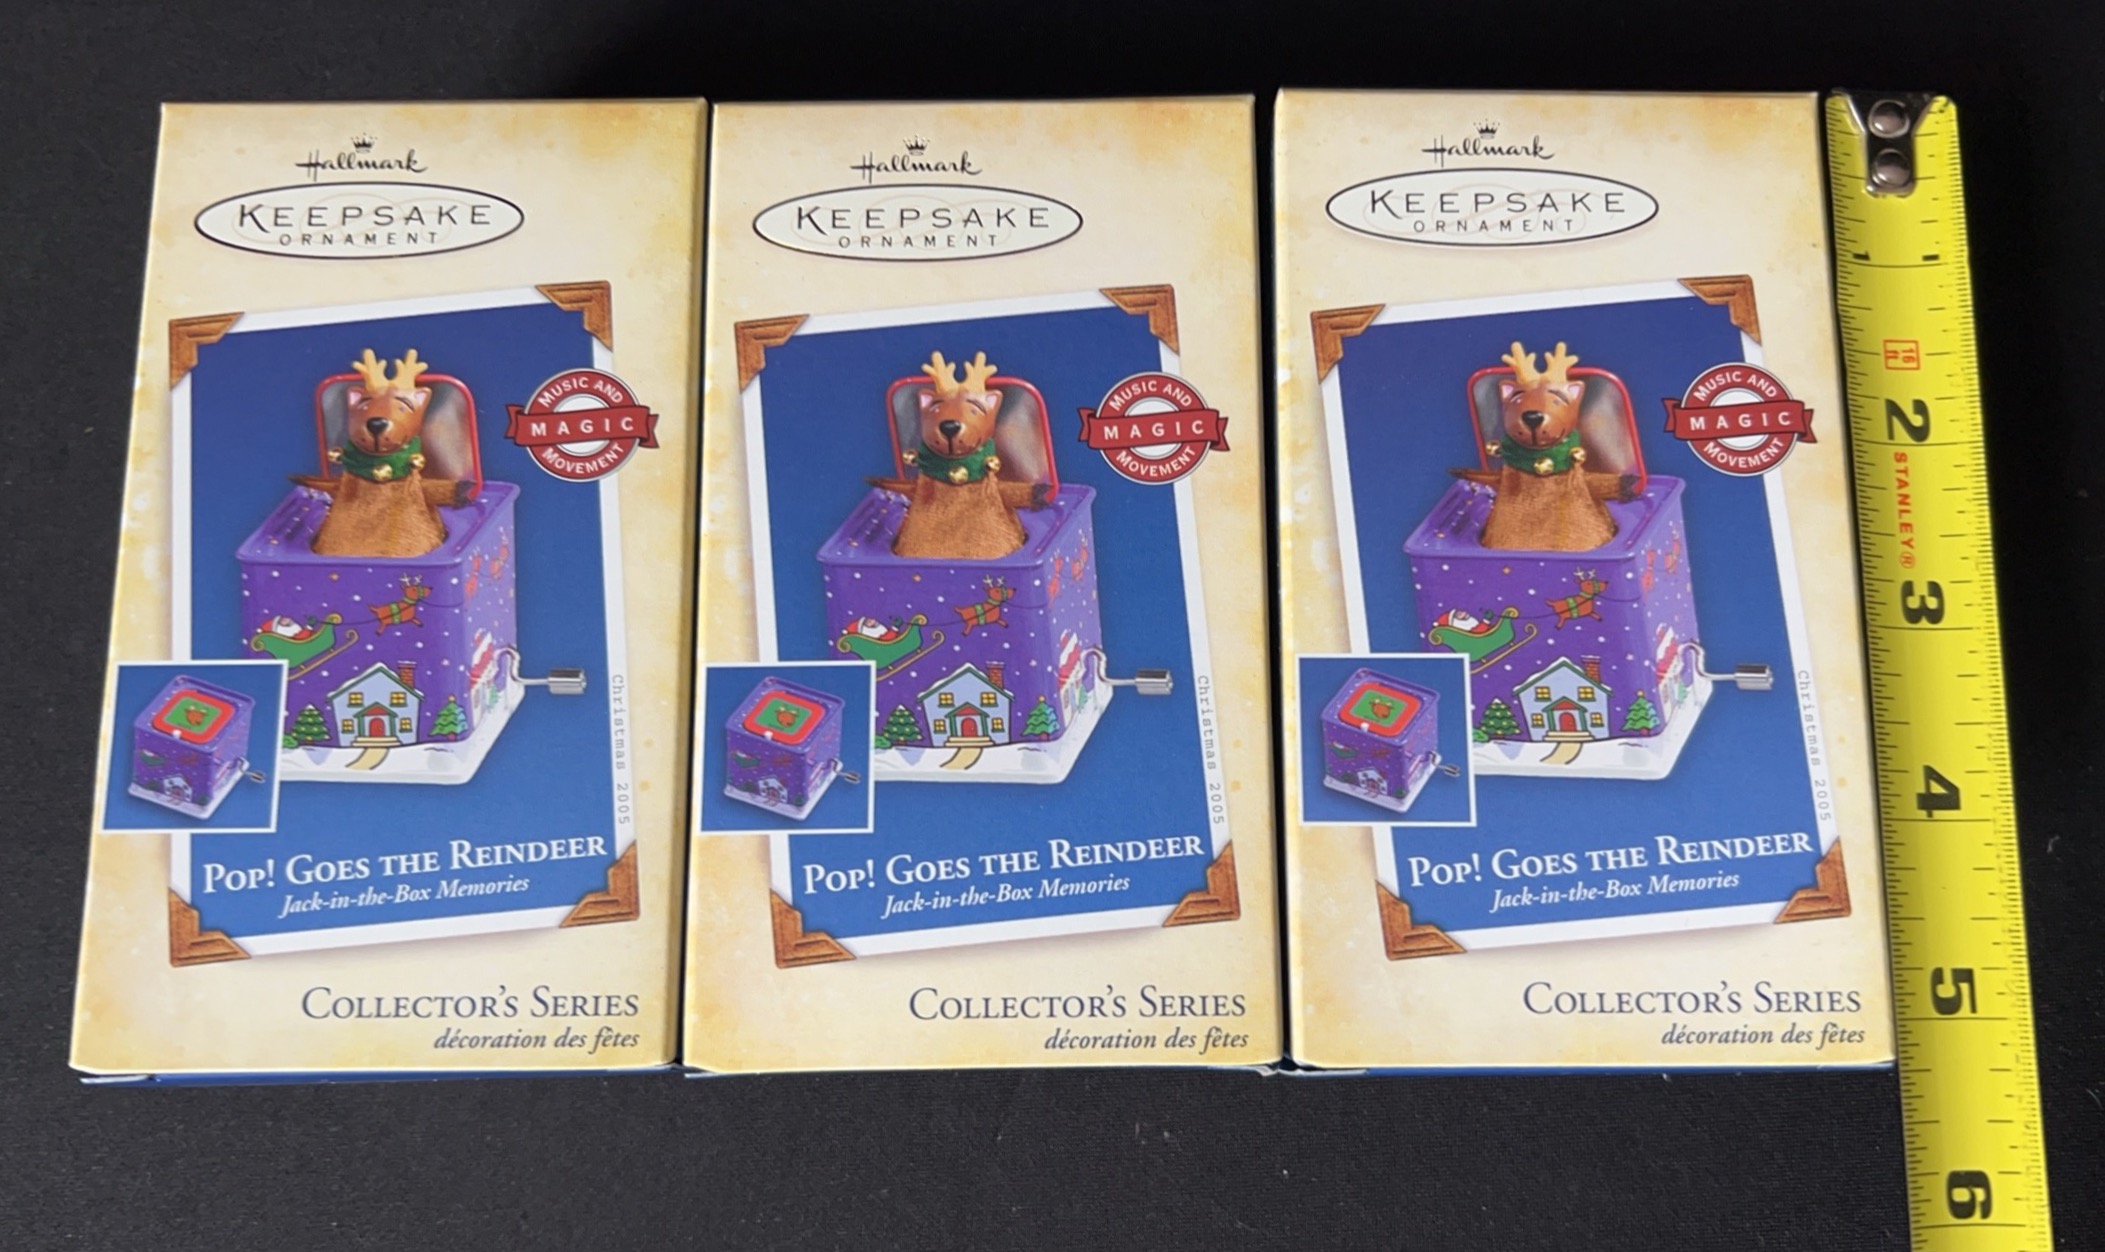 Hallmark
KEEPSAKE
ORNAMENT
MUSIC AND
MAGIC
MOVEMENT
Christmas 2005
POP! GOES THE REINDEER
Jack-in-the-Box Memories
COLLECTOR'S SERIES
décoration des fêtes
Hallmark
KEEPSAKE
ORNAMENT
MUSIC AND
MAGIC
MOVEMENT
Christmas 2005
POP! GOES THE REINDEER
Jack-in-the-Box Memories
COLLECTOR'S SERIES
décoration des fêtes
Hallmark
KEEPSAKE
ORNAMENT
MUSIC AND
MAGIC
MOVEMENT
Christmas 2005
POP! GOES THE REINDEER
Jack-in-the-Box Memories
COLLECTOR'S SERIES
décoration des fêtes
1 1
16 ft
2
STANLEY®
3
4
5
6